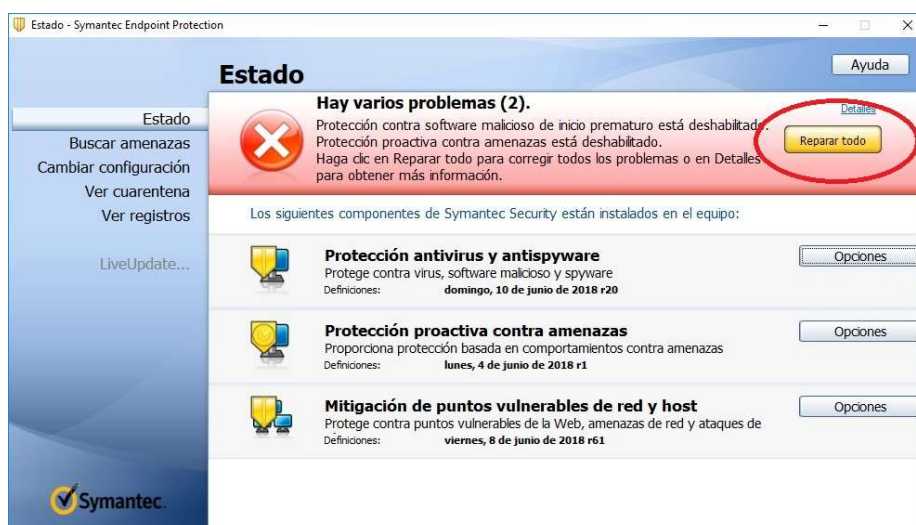 Estado - Symantec Endpoint Protection
Ayuda
Estado
Estado
Buscar amenazas
Cambiar configuración
Ver cuarentena
Ver registros
LiveUpdate...
Hay varios problemas (2).
Detalles
Protección contra software malicioso de inicio prematuro está deshabilitado.
Protección proactiva contra amenazas está deshabilitado.
Haga clic en Reparar todo para corregir todos los problemas o en Detalles
para obtener más información.
Reparar todo
Los siguientes componentes de Symantec Security están instalados en el equipo:
Protección antivirus y antispyware
Protege contra virus, software malicioso y spyware
Definiciones: domingo, 10 de junio de 2018 r20
Opciones
Protección proactiva contra amenazas
Proporciona protección basada en comportamientos contra amenazas
Definiciones: lunes, 4 de junio de 2018 r1
Opciones
Mitigación de puntos vulnerables de red y host
Protege contra puntos vulnerables de la Web, amenazas de red y ataques de
Definiciones: viernes, 8 de junio de 2018 r61
Opciones
Symantec.